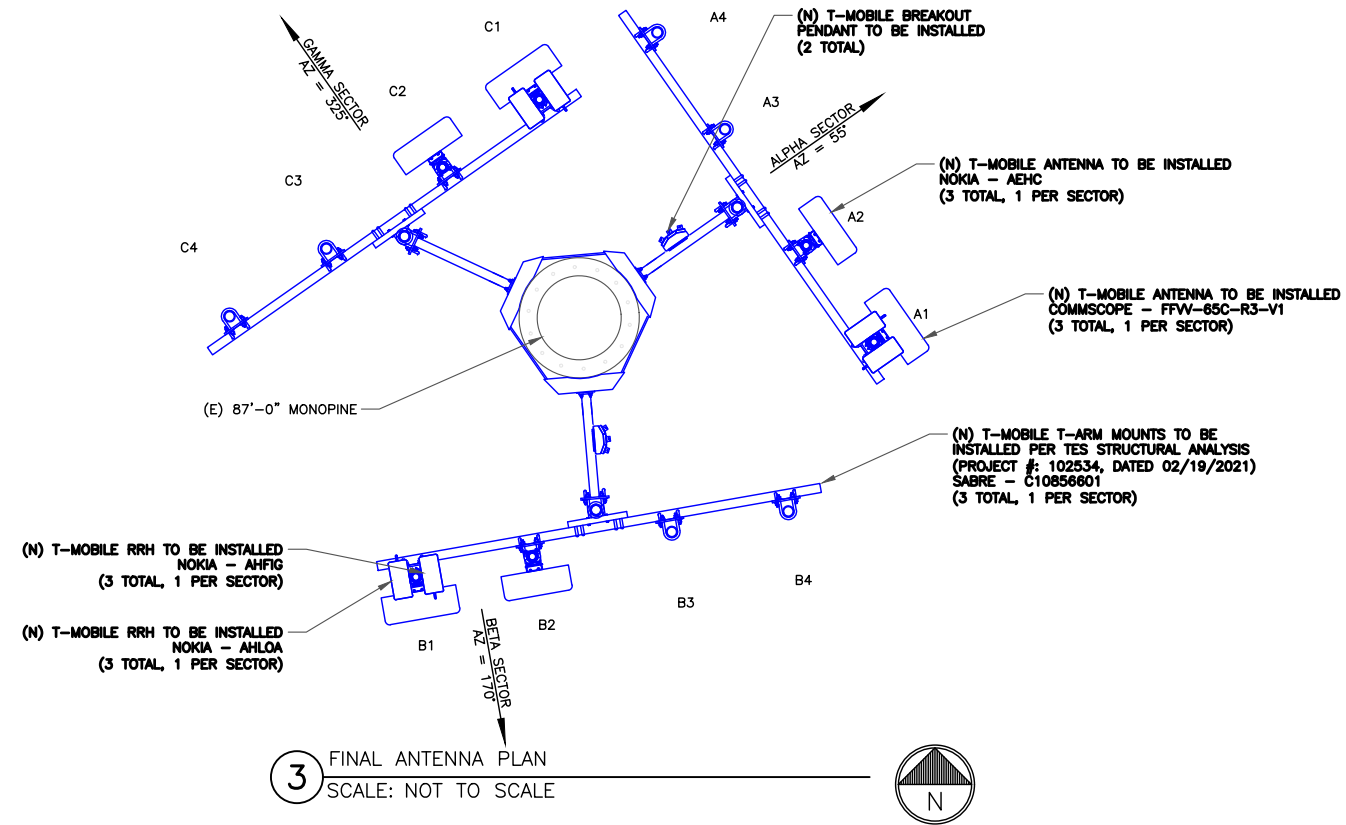 C1
A4
(N) T-MOBILE BREAKOUT
PENDANT TO BE INSTALLED
(2 TOTAL)
GAMMA SECTOR
AZ = 325°
C2
A3
ALPHA SECTOR
AZ = 55°
(N) T-MOBILE ANTENNA TO BE INSTALLED
NOKIA - AEHC
(3 TOTAL, 1 PER SECTOR)
C3
A2
C4
(N) T-MOBILE ANTENNA TO BE INSTALLED
COMMSCOPE - FFVV-65C-R3-V1
(3 TOTAL, 1 PER SECTOR)
A1
(E) 87'-0" MONOPINE
(N) T-MOBILE T-ARM MOUNTS TO BE
INSTALLED PER TES STRUCTURAL ANALYSIS
(PROJECT #: 102534, DATED 02/19/2021)
SABRE - C10856601
(3 TOTAL, 1 PER SECTOR)
(N) T-MOBILE RRH TO BE INSTALLED
NOKIA - AHFIG
(3 TOTAL, 1 PER SECTOR)
B4
B3
B2
B1
(N) T-MOBILE RRH TO BE INSTALLED
NOKIA - AHLOA
(3 TOTAL, 1 PER SECTOR)
BETA SECTOR
AZ = 170°
3
FINAL ANTENNA PLAN
SCALE: NOT TO SCALE
N